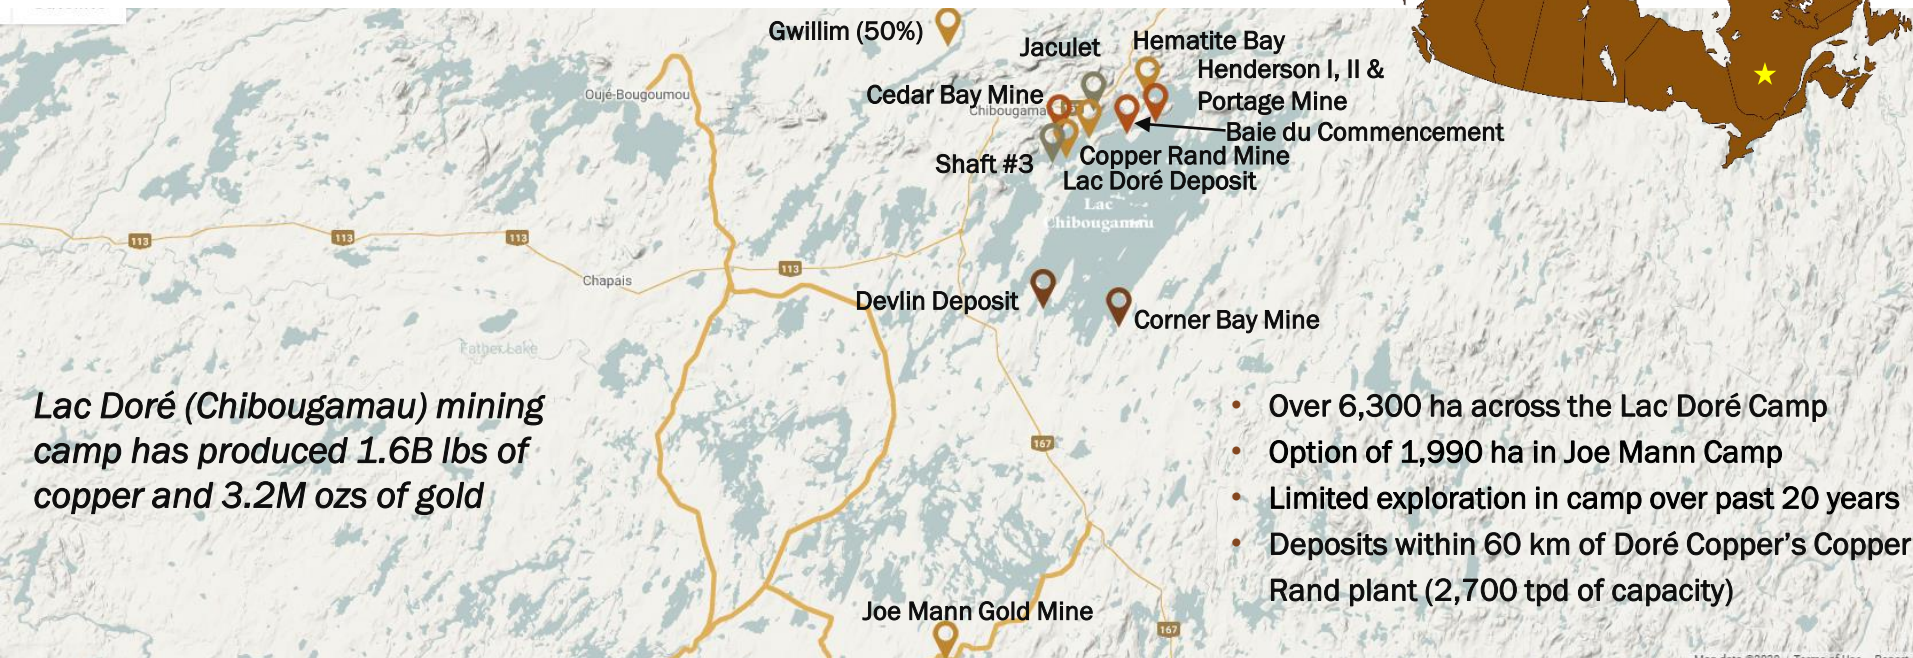 Gwillim (50%)
Jaculet
Hematite Bay
Henderson I, II &
Portage Mine
Cedar Bay Mine
Oujé-Bougoumou
Baie du Commencement
Copper Rand Mine
Shaft #3
Lac Doré Deposit
Lac
Chibougamau
113
113
113
113
Chapais
Devlin Deposit
Corner Bay Mine
Father Lake
Lac Doré (Chibougamau) mining
camp has produced 1.6B lbs of
copper and 3.2M ozs of gold
• Over 6,300 ha across the Lac Doré Camp
• Option of 1,990 ha in Joe Mann Camp
• Limited exploration in camp over past 20 years
• Deposits within 60 km of Doré Copper's Copper
Rand plant (2,700 tpd of capacity)
167
Joe Mann Gold Mine
167